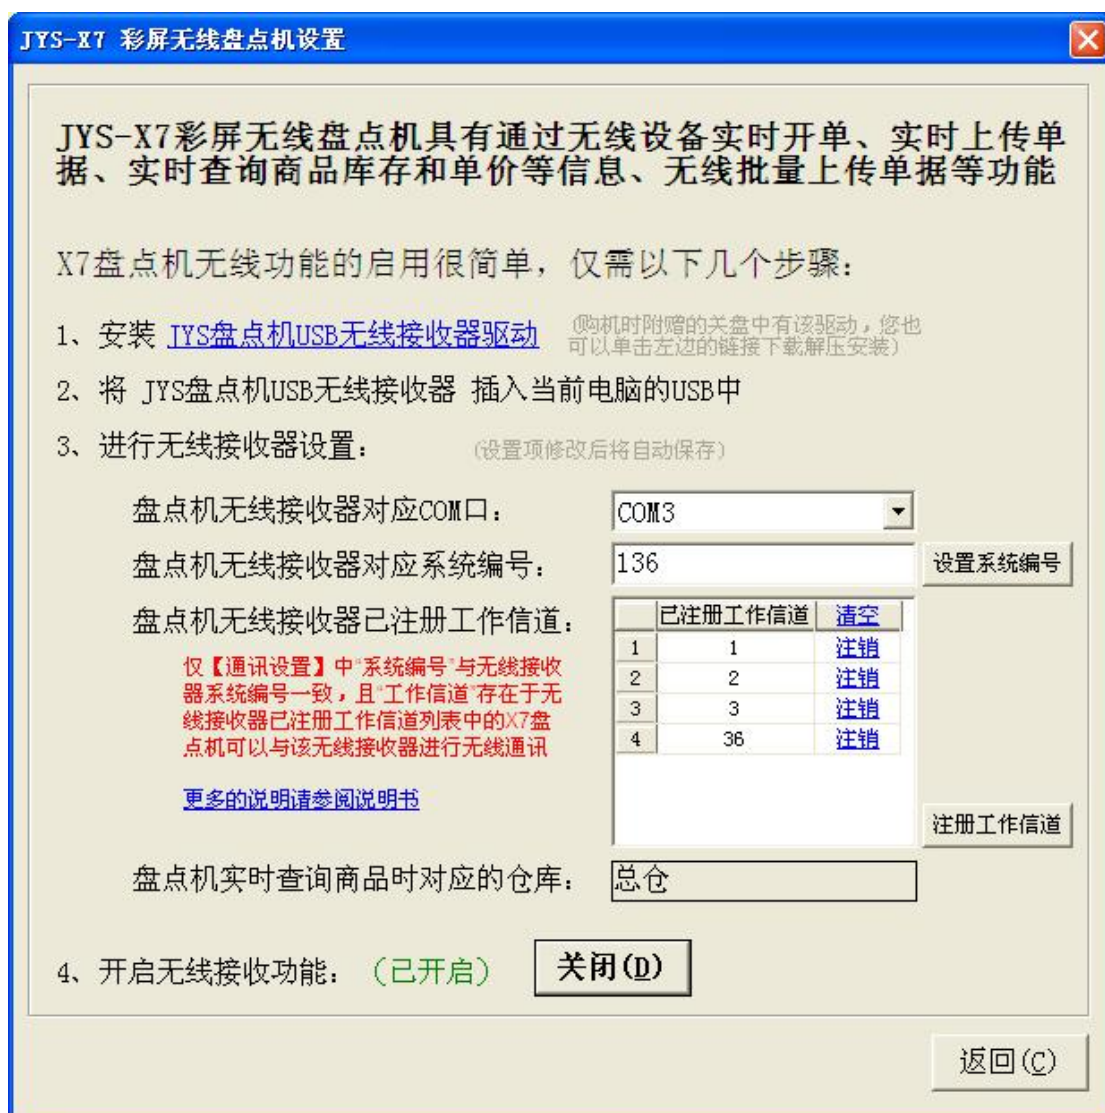 JYS-X7 彩屏无线盘点机设置
JYS-X7彩屏无线盘点机具有通过无线设备实时开单、实时上传单
据、实时查询商品库存和单价等信息、无线批量上传单据等功能
X7盘点机无线功能的启用很简单，仅需以下几个步骤：
1、安装 JYS盘点机USB无线接收器驱动 (购机时附赠的关盘中有该驱动，您也
可以单击左边的链接下载解压安装)
2、将 JYS盘点机USB无线接收器 插入当前电脑的USB中
3、进行无线接收器设置： (设置项修改后将自动保存)
盘点机无线接收器对应COM口： COM3
盘点机无线接收器对应系统编号： 136 设置系统编号
盘点机无线接收器已注册工作信道： 已注册工作信道 清空
1 1 注销
2 2 注销
3 3 注销
4 36 注销
仅【通讯设置】中“系统编号”与无线接收
器系统编号一致，且“工作信道”存在于无
线接收器已注册工作信道列表中的X7盘
点机可以与该无线接收器进行无线通讯
更多的说明请参阅说明书
注册工作信道
盘点机实时查询商品时对应的仓库： 总仓
4、开启无线接收功能： （已开启） 关闭(D)
返回(C)